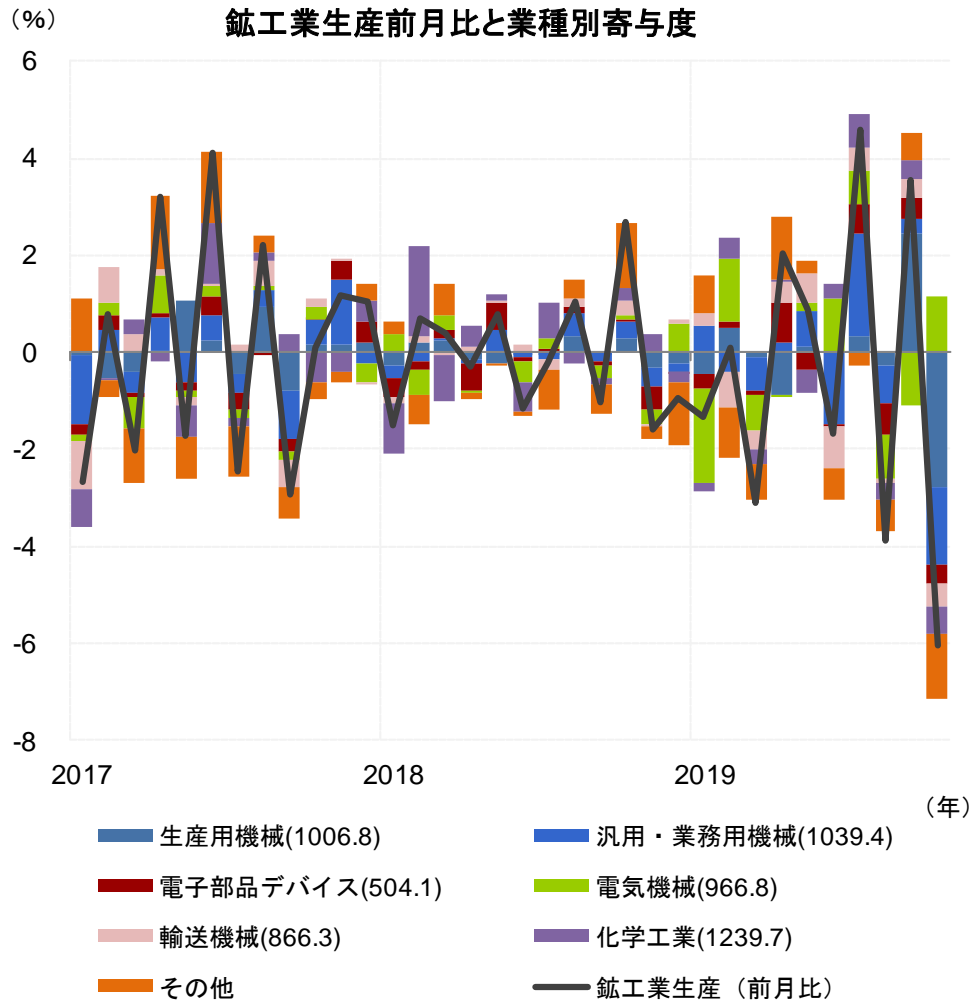 （%）
鉱工業生産前月比と業種別寄与度
6
4
2
0
-2
-4
-6
-8
2017 2018 2019
（年）
生産用機械(1006.8) 汎用・業務用機械(1039.4)
電子部品デバイス(504.1) 電気機械(966.8)
輸送機械(866.3) 化学工業(1239.7)
その他 鉱工業生産（前月比）